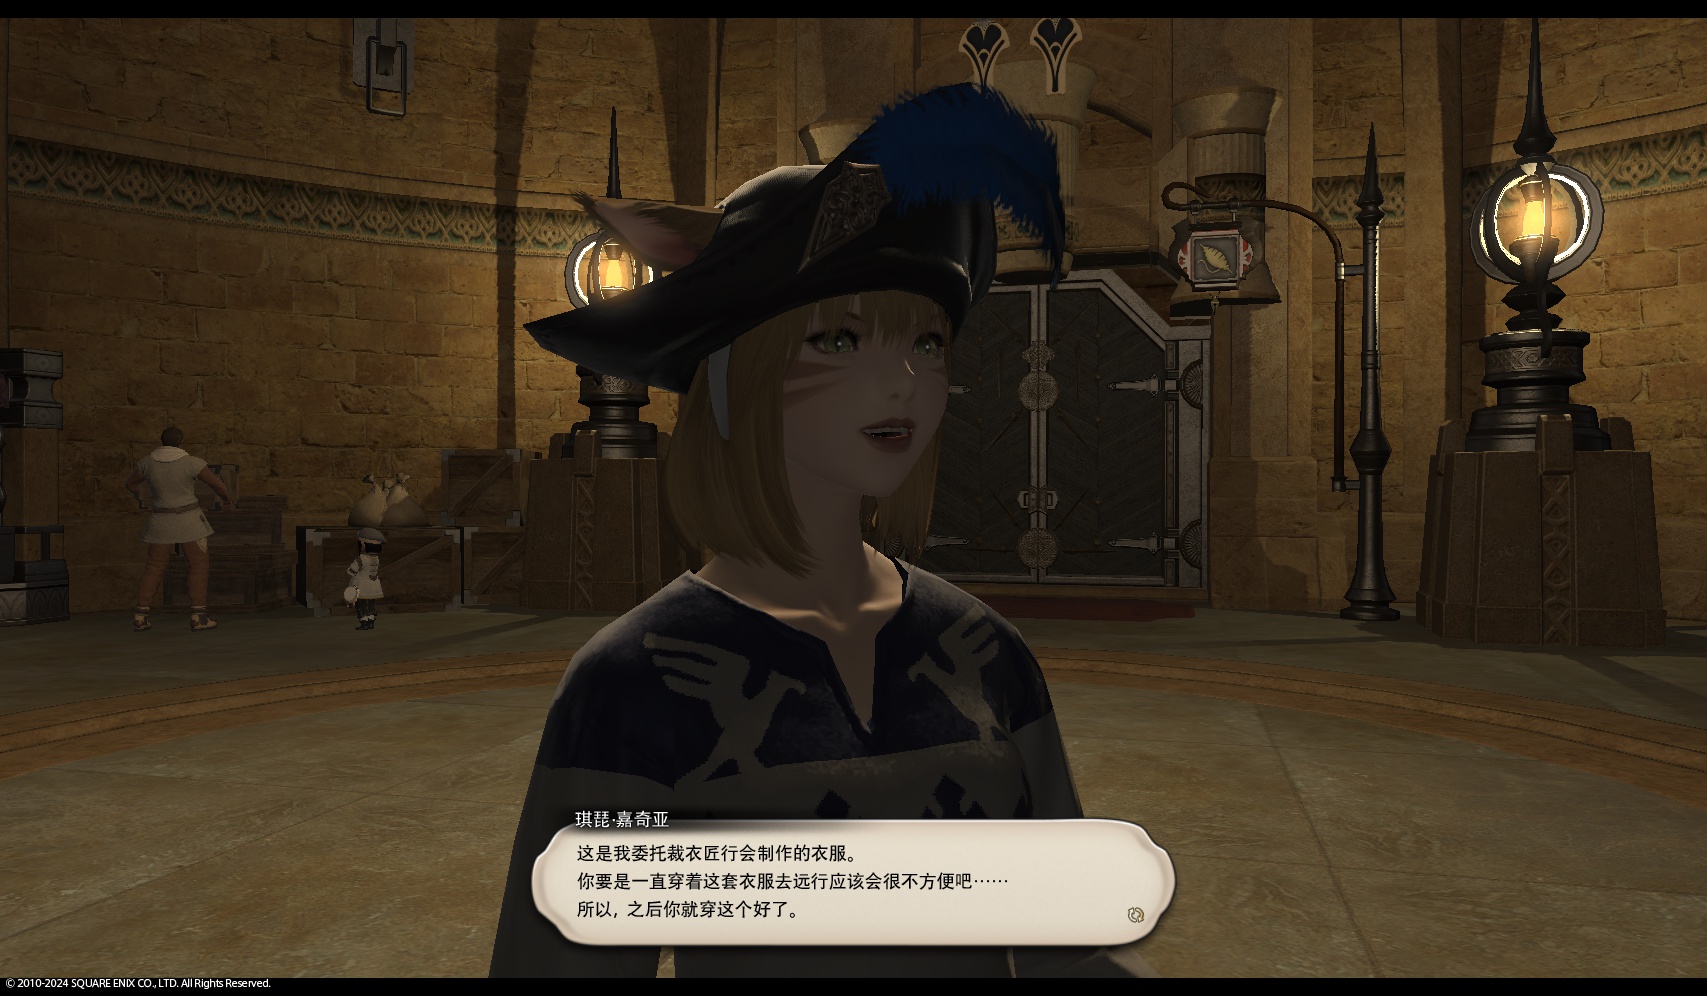 琪琵·嘉奇亚
这是我委托裁衣匠行会制作的衣服。
你要是一直穿着这套衣服去远行应该会很不方便吧……
所以，之后你就穿这个好了。
© 2010-2024 SQUARE ENIX CO., LTD. All Rights Reserved.